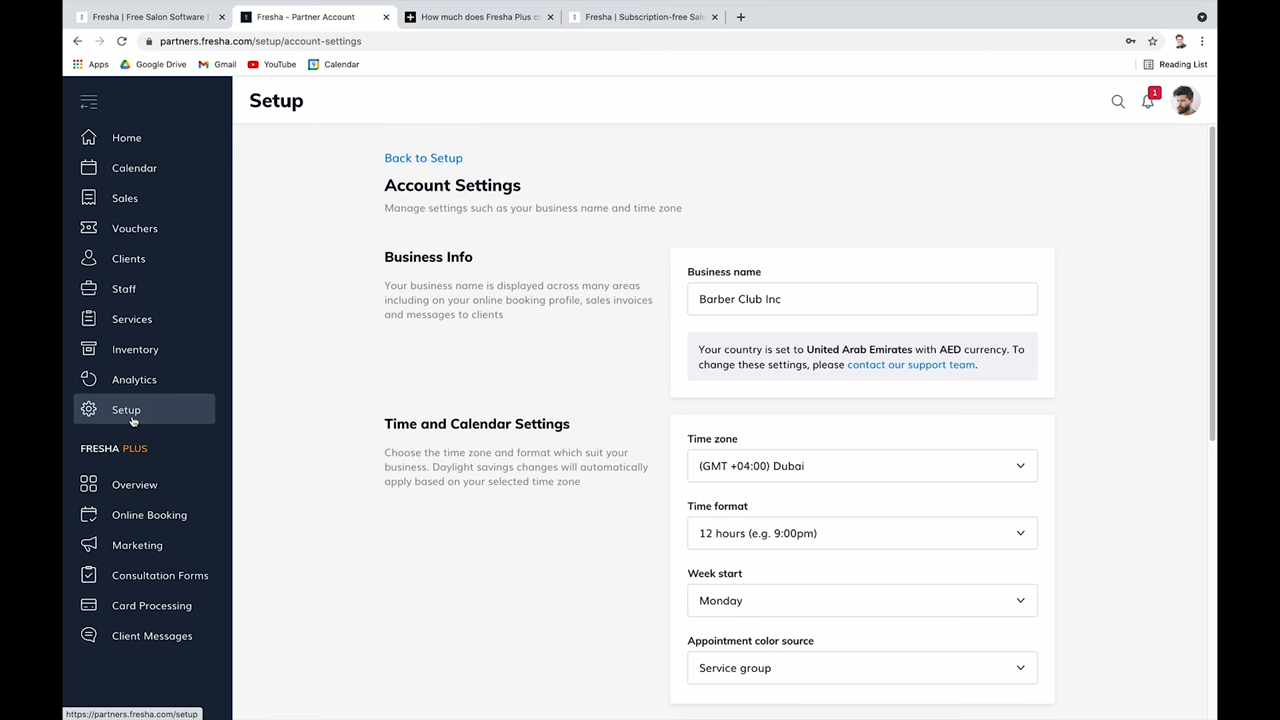 Fresha | Free Salon Software |
Fresha - Partner Account
How much does Fresha Plus co
Fresha | Subscription-free Sal
partners.fresha.com/setup/account-settings
Apps
Google Drive
Gmail
YouTube
Calendar
Reading List
Setup
1
Home
Calendar
Sales
Vouchers
Clients
Staff
Services
Inventory
Analytics
Setup
FRESHA PLUS
Overview
Online Booking
Marketing
Consultation Forms
Card Processing
Client Messages
https://partners.fresha.com/setup
Back to Setup
Account Settings
Manage settings such as your business name and time zone
Business Info
Your business name is displayed across many areas
including on your online booking profile, sales invoices
and messages to clients
Business name
Barber Club Inc
Your country is set to United Arab Emirates with AED currency. To
change these settings, please contact our support team.
Time and Calendar Settings
Choose the time zone and format which suit your
business. Daylight savings changes will automatically
apply based on your selected time zone
Time zone
(GMT +04:00) Dubai
Time format
12 hours (e.g. 9:00pm)
Week start
Monday
Appointment color source
Service group